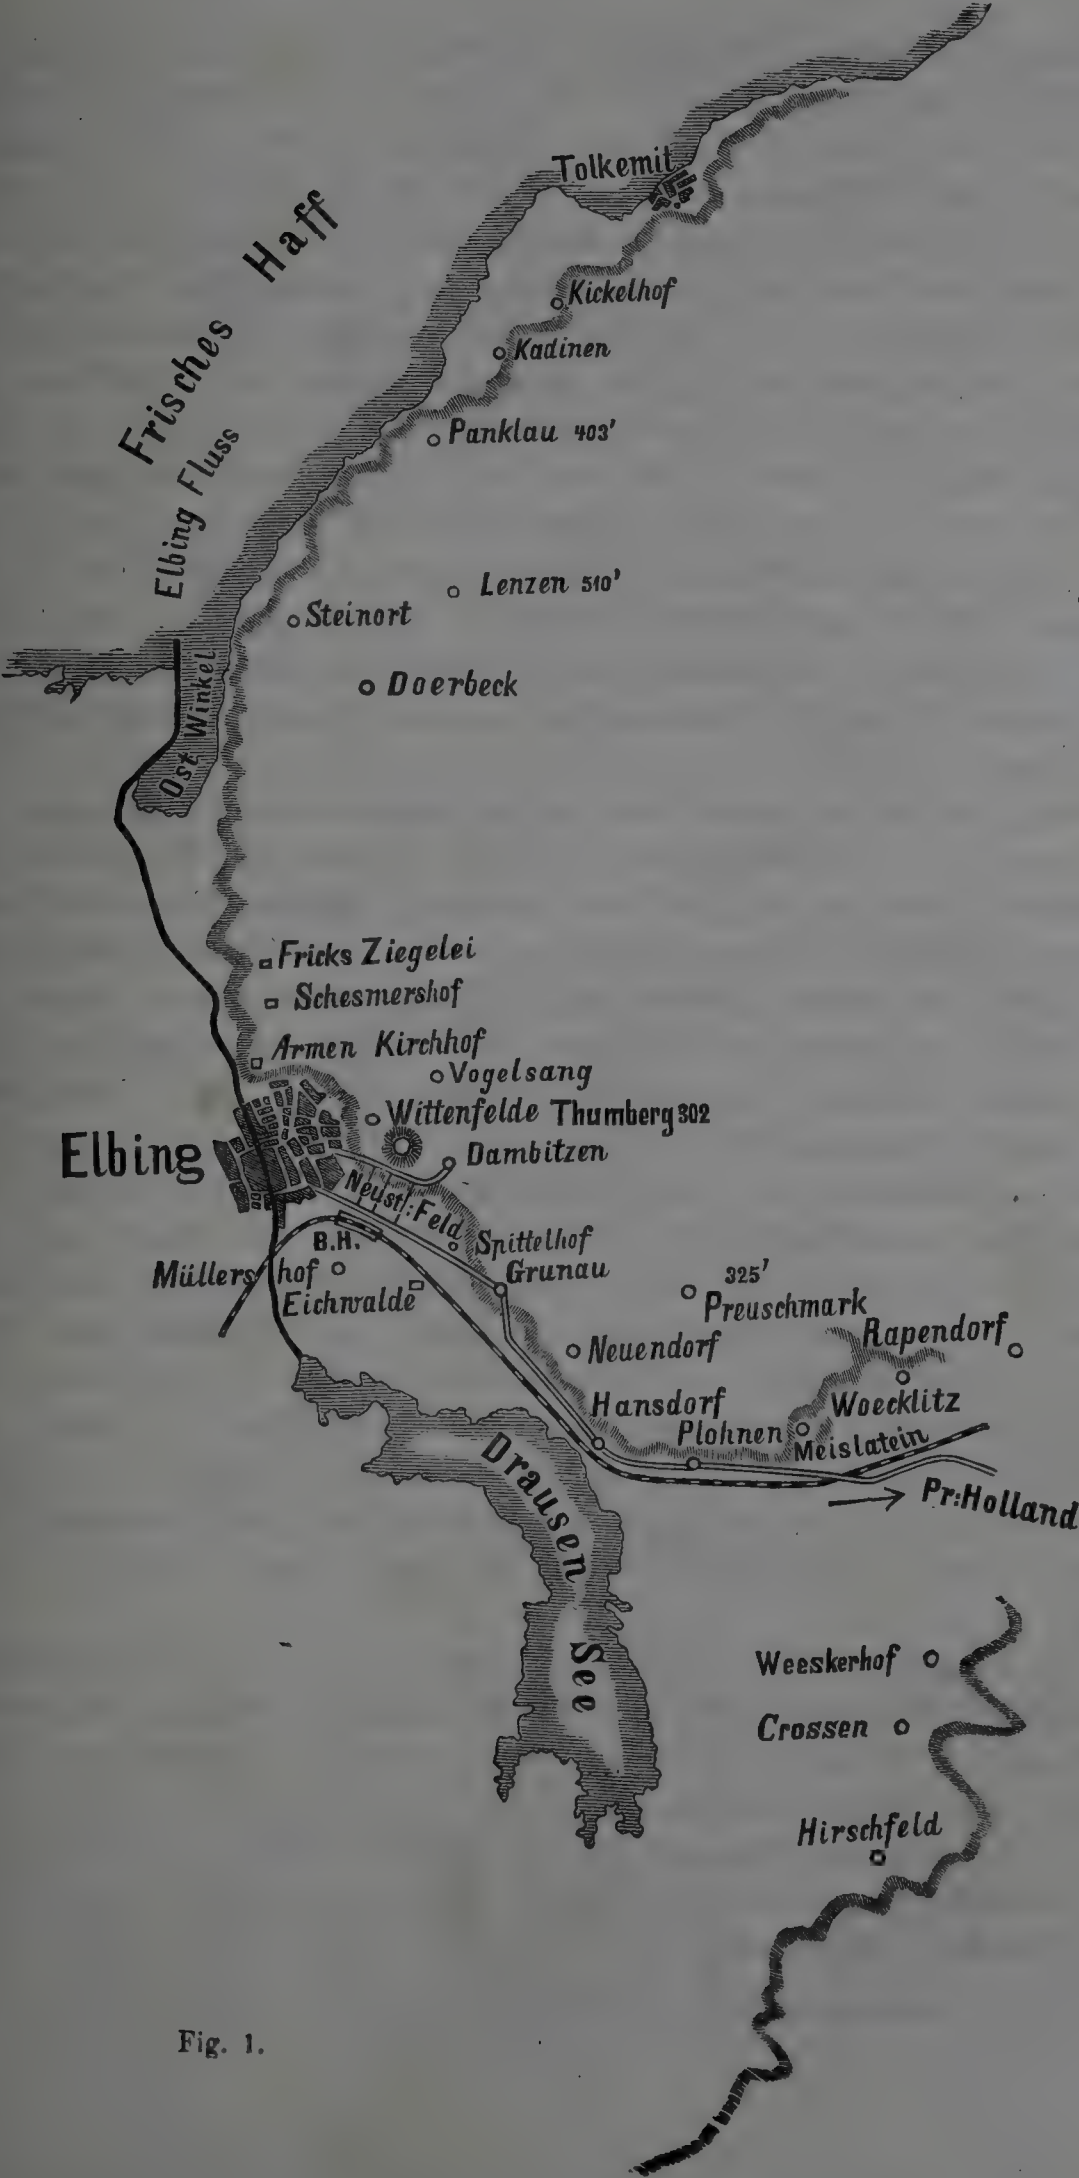 Tolkemit
Frisches Haff
Kickelhof
Kadinen
Elbing Fluss
Panklau 403'
Lenzen 510'
Steinort
Ost Winkel
Doerbeck
Fricks Ziegelei
Schesmershof
Armen Kirchhof
Vogelsang
Wittenfelde Thumberg 302
Elbing
Dambitzen
Neust: Feld
Spittelhof
B.H.
Müllers hof
Grunau
Eichwalde
325'
Preuschmark
Rapendorf
Neuendorf
Woecklitz
Hansdorf
Plohnen
Meislatein
Pr: Holland
Drausen See
Weeskerhof
Crossen
Hirschfeld
Fig. 1.